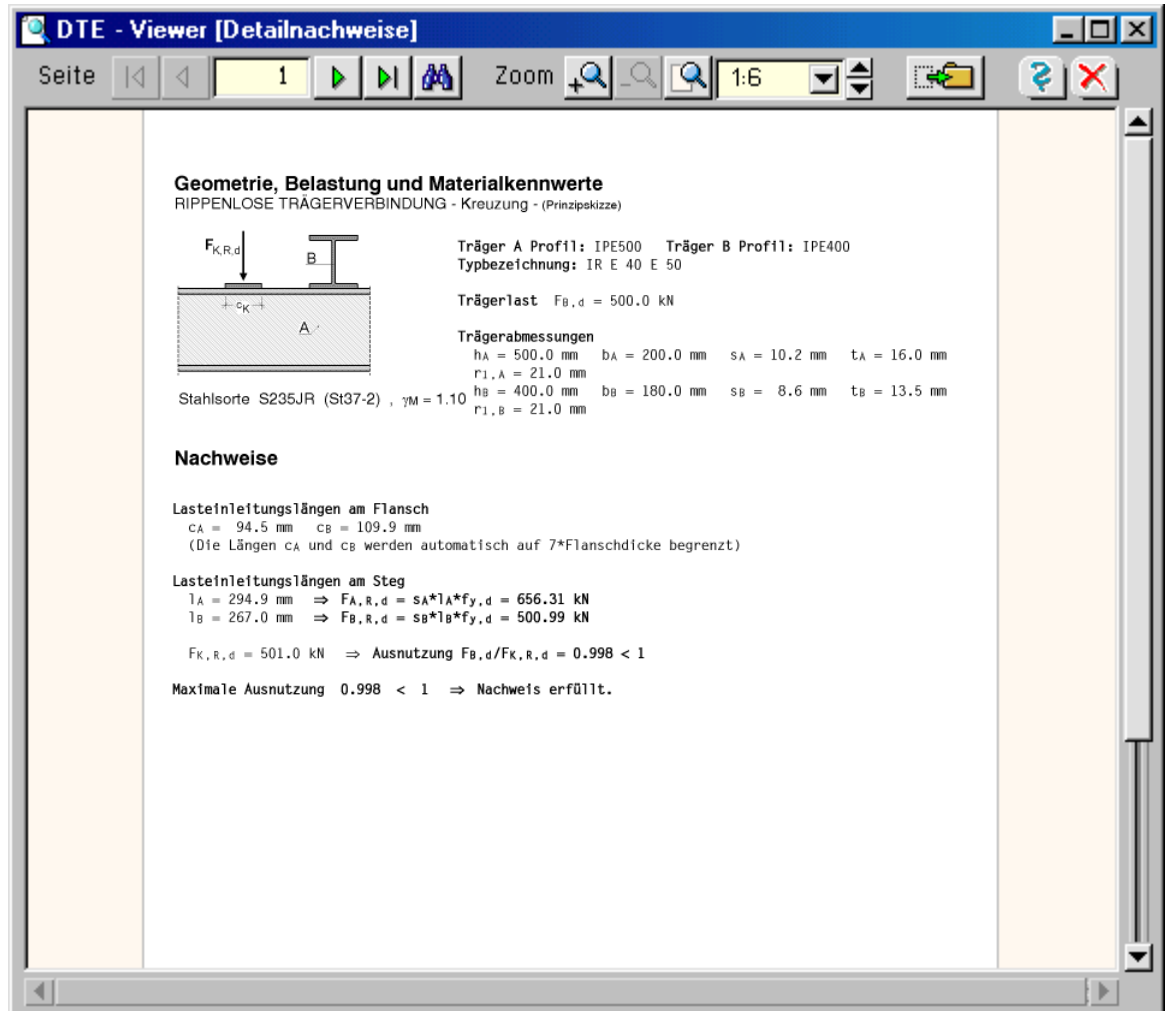 DTE - Viewer [Detailnachweise]
Seite 1 Zoom 1:6
Geometrie, Belastung und Materialkennwerte
RIPPENLOSE TRÄGERVERBINDUNG - Kreuzung - (Prinzipskizze)
FK,R,d
B
cK
A
Stahlsorte S235JR (St37-2) , γM = 1.10
Träger A Profil: IPE500 Träger B Profil: IPE400
Typbezeichnung: IR E 40 E 50
Trägerlast FB,d = 500.0 kN
Trägerabmessungen
hA = 500.0 mm bA = 200.0 mm sA = 10.2 mm tA = 16.0 mm
r1,A = 21.0 mm
hB = 400.0 mm bB = 180.0 mm sB = 8.6 mm tB = 13.5 mm
r1,B = 21.0 mm
Nachweise
Lasteinleitungslängen am Flansch
cA = 94.5 mm cB = 109.9 mm
(Die Längen cA und cB werden automatisch auf 7*Flanschdicke begrenzt)
Lasteinleitungslängen am Steg
lA = 294.9 mm ⇒ FA,R,d = sA*lA*fy,d = 656.31 kN
lB = 267.0 mm ⇒ FB,R,d = sB*lB*fy,d = 500.99 kN
FK,R,d = 501.0 kN ⇒ Ausnutzung FB,d/FK,R,d = 0.998 < 1
Maximale Ausnutzung 0.998 < 1 ⇒ Nachweis erfüllt.